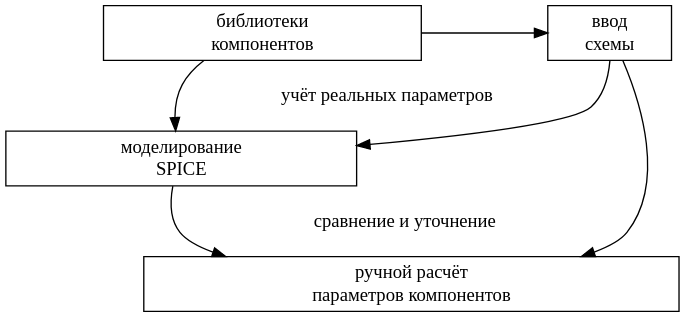 библиотеки
компонентов
ввод
схемы
учёт реальных параметров
моделирование
SPICE
сравнение и уточнение
ручной расчёт
параметров компонентов